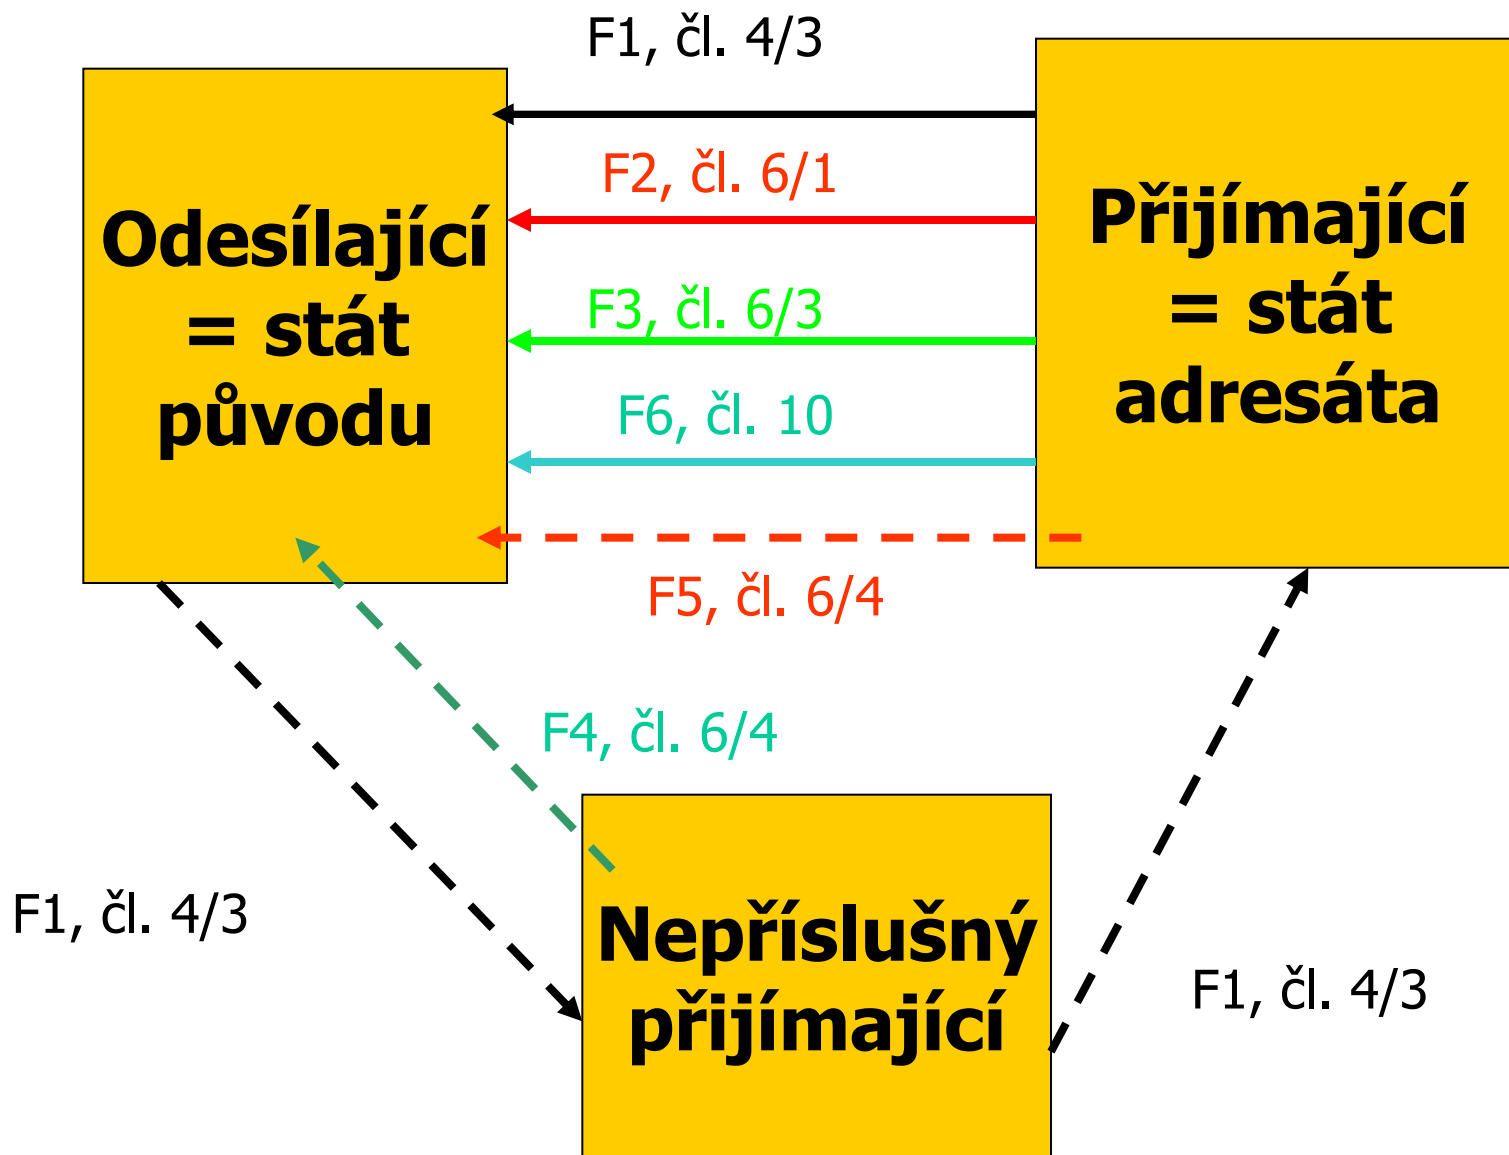 F1, čl. 4/3
F2, čl. 6/1
Odesílající
= stát
původu
Přijímající
= stát
adresáta
F3, čl. 6/3
F6, čl. 10
F5, čl. 6/4
F4, čl. 6/4
F1, čl. 4/3
Nepříslušný
přijímající
F1, čl. 4/3